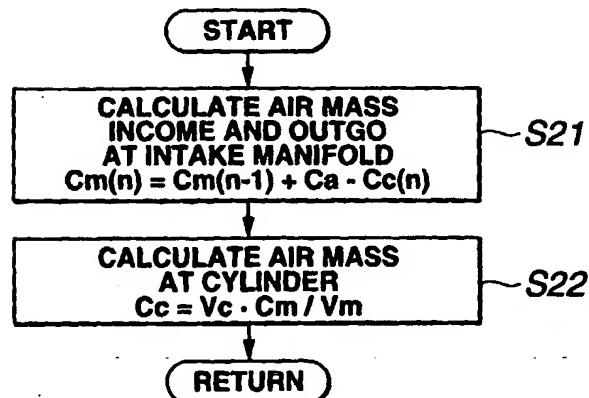 START
CALCULATE AIR MASS
INCOME AND OUTGO
AT INTAKE MANIFOLD
Cm(n) = Cm(n-1) + Ca - Cc(n)
S21
CALCULATE AIR MASS
AT CYLINDER
Cc = Vc · Cm / Vm
S22
RETURN